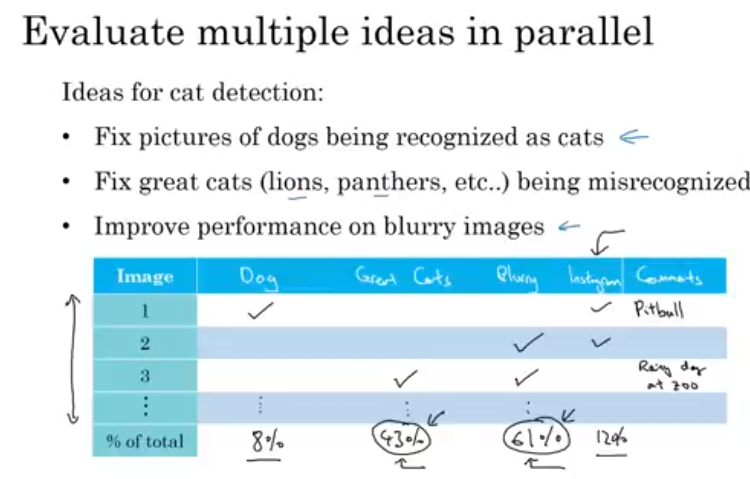 Evaluate multiple ideas in parallel
Ideas for cat detection:
• Fix pictures of dogs being recognized as cats
• Fix great cats (lions, panthers, etc..) being misrecognized
• Improve performance on blurry images
Image Dog Great Cats Blurry Instagram Comments
1 ✓ ✓ Pitbull
2 ✓ ✓
3 ✓ ✓ Rainy day at zoo
⋮ ⋮ ⋮ ⋮
% of total 8% 43% 61% 12%